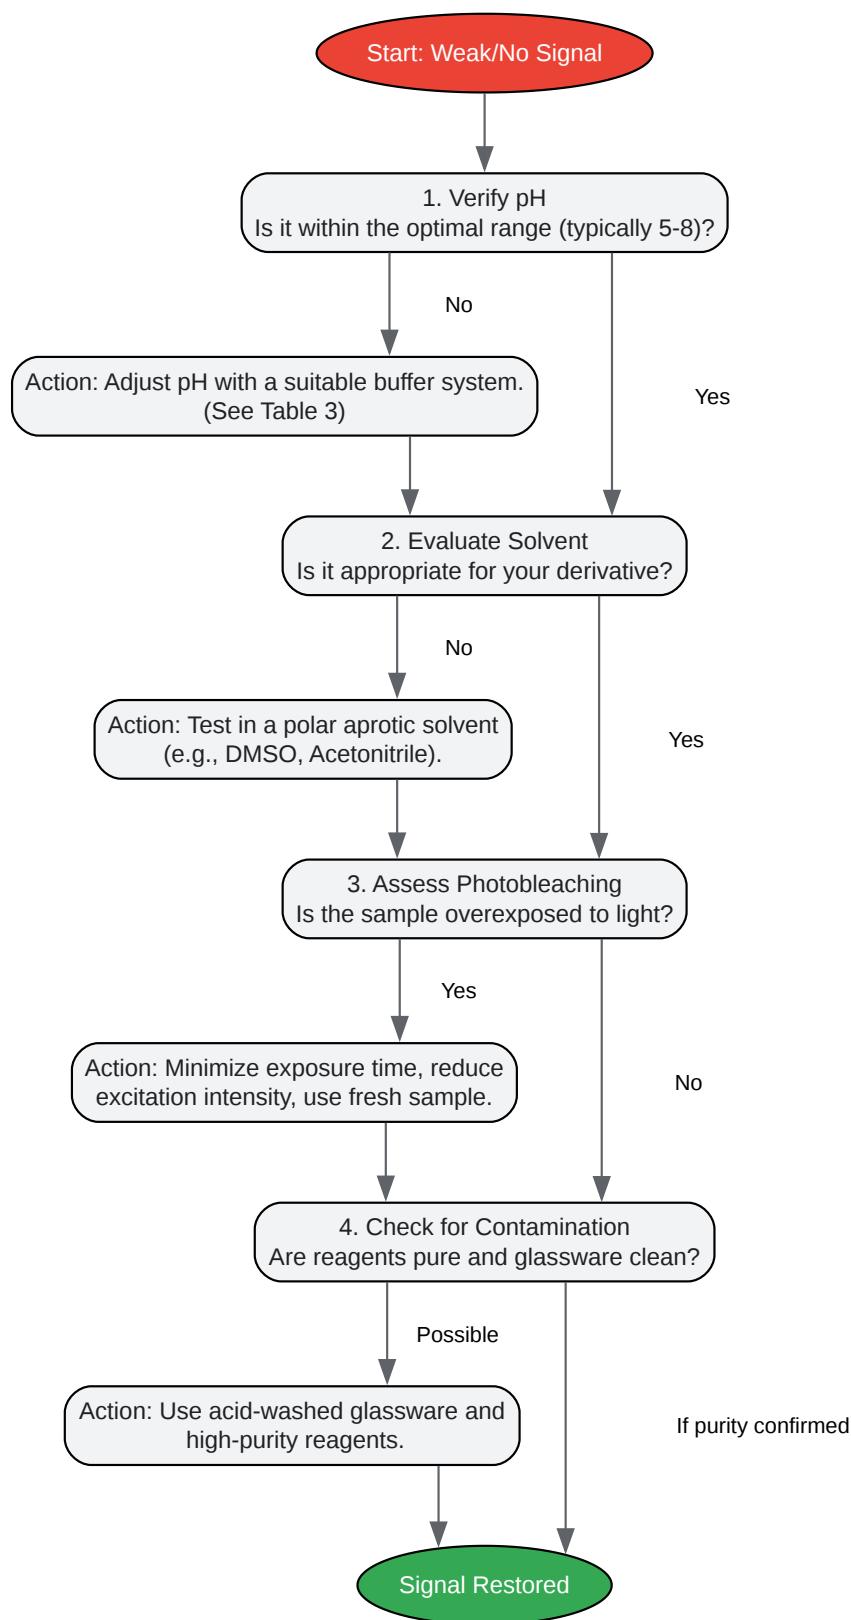 Start: Weak/No Signal
1. Verify pH
Is it within the optimal range (typically 5-8)?
No
Action: Adjust pH with a suitable buffer system.
(See Table 3)
Yes
2. Evaluate Solvent
Is it appropriate for your derivative?
No
Action: Test in a polar aprotic solvent
(e.g., DMSO, Acetonitrile).
Yes
3. Assess Photobleaching
Is the sample overexposed to light?
Yes
Action: Minimize exposure time, reduce
excitation intensity, use fresh sample.
No
4. Check for Contamination
Are reagents pure and glassware clean?
Possible
Action: Use acid-washed glassware and
high-purity reagents.
If purity confirmed
Signal Restored